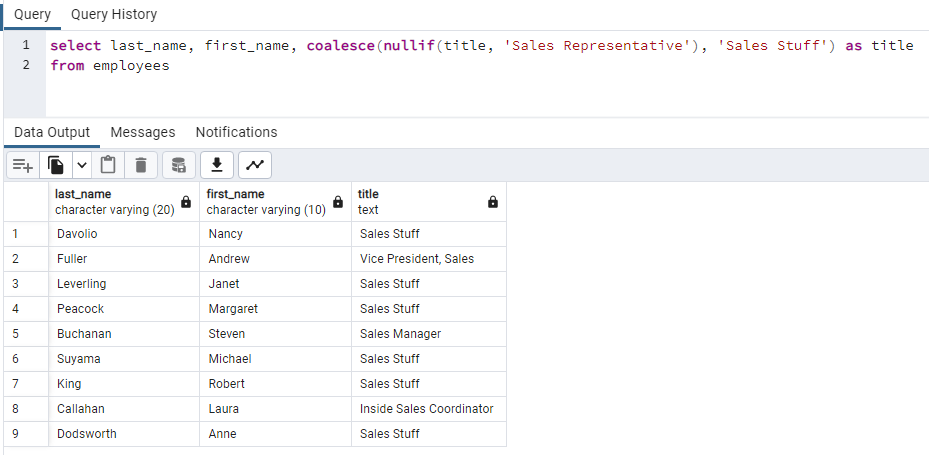 Query Query History
1 select last_name, first_name, coalesce(nullif(title, 'Sales Representative'), 'Sales Stuff') as title
2 from employees
Data Output Messages Notifications
last_name first_name title
character varying (20) character varying (10) text
1 Davolio Nancy Sales Stuff
2 Fuller Andrew Vice President, Sales
3 Leverling Janet Sales Stuff
4 Peacock Margaret Sales Stuff
5 Buchanan Steven Sales Manager
6 Suyama Michael Sales Stuff
7 King Robert Sales Stuff
8 Callahan Laura Inside Sales Coordinator
9 Dodsworth Anne Sales Stuff